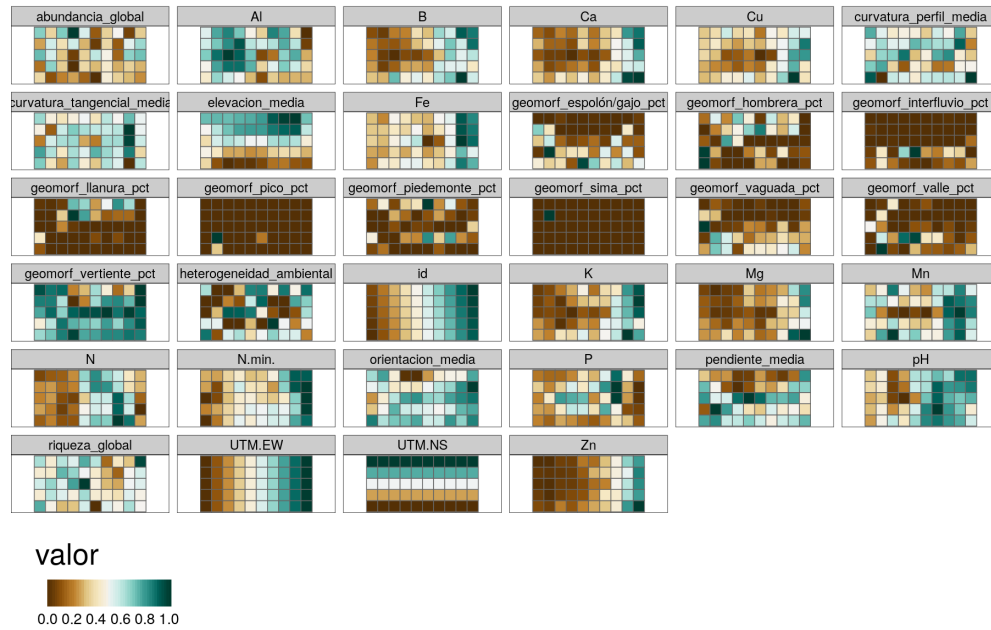 abundancia_global Al B Ca Cu curvatura_perfil_media
curvatura_tangencial_media elevacion_media Fe geomorf_espolón/gajo_pct geomorf_hombrera_pct geomorf_interfluvio_pct
geomorf_llanura_pct geomorf_pico_pct geomorf_piedemonte_pct geomorf_sima_pct geomorf_vaguada_pct geomorf_valle_pct
geomorf_vertiente_pct heterogeneidad_ambiental id K Mg Mn
N N.min. orientacion_media P pendiente_media pH
riqueza_global UTM.EW UTM.NS Zn
valor
0.0 0.2 0.4 0.6 0.8 1.0